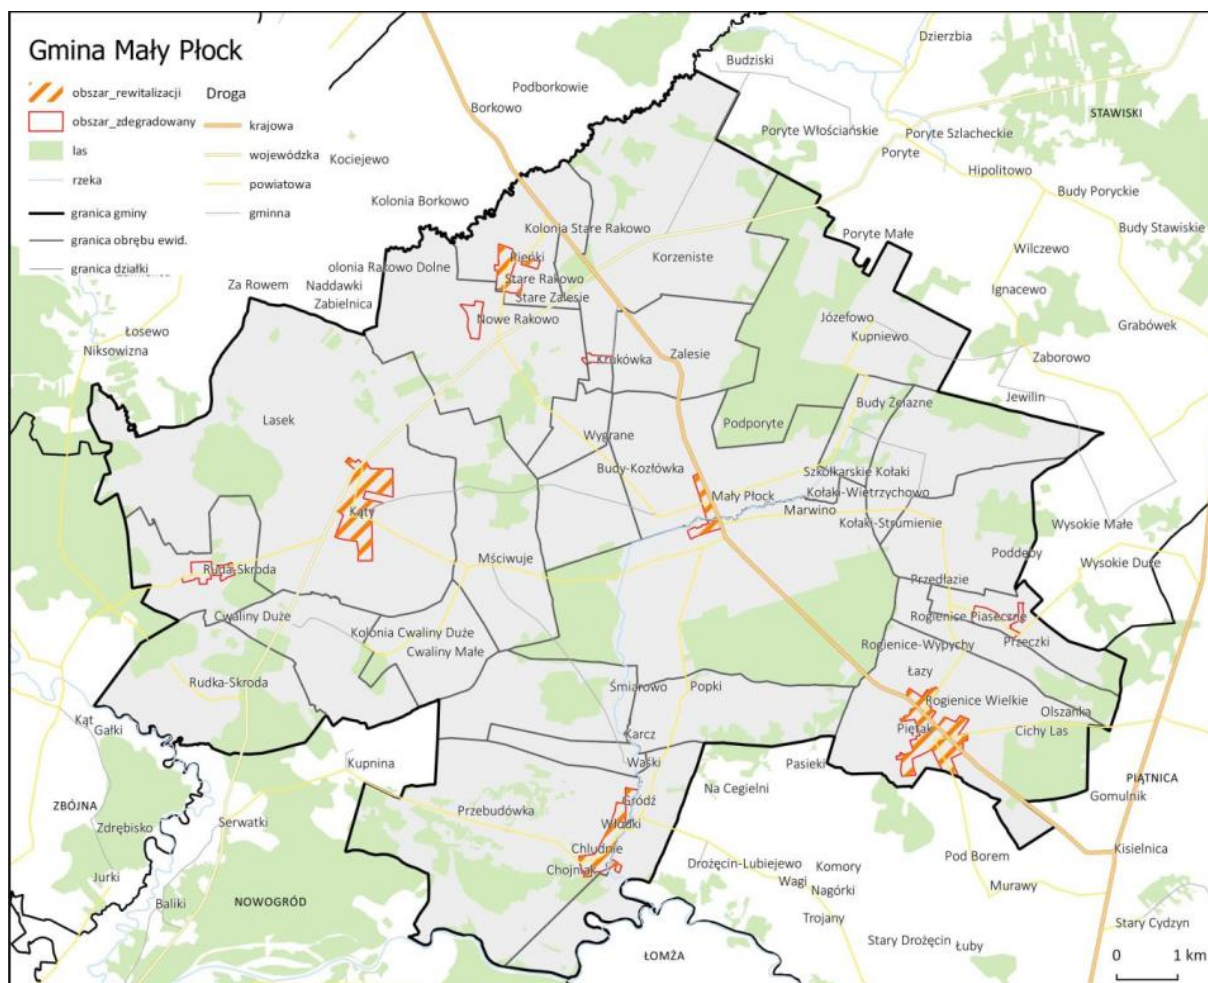 Gmina Mały Płock
obszar_rewitalizacji
obszar_zdegradowany
las
rzeka
granica gminy
granica obrębu ewid.
granica działki
Droga
krajowa
wojewódzka
powiatowa
gminna
Dzierzbia
Budziski
Podborkowie
Borkowo
STAWISKI
Poryte Włościańskie
Poryte Szlacheckie
Poryte
Kociejewo
Hipolitowo
Budy Poryckie
Kolonia Borkowo
Kolonia Stare Rakowo
Poryte Małe
Budy Stawiskie
Wilczewo
Korzeniste
Rieńki
olonia Rakowo Dolne
Stare Rakowo
Za Rowem
Naddawki
Zabielnica
Stare Zalesie
Ignacewo
Nowe Rakowo
Józefowo
Grabówek
Łosewo
Kupniewo
Niksowizna
Krukówka
Zalesie
Zaborowo
Jewilin
Budy Żelazne
Lasek
Podporyte
Wygrane
Budy-Kozłówka
Szkółkarskie Kołaki
Mały Płock
Kołaki-Wietrzychowo
Marwino
Kąty
Kołaki-Strumienie
Wysokie Małe
Mściwuje
Poddęby
Wysokie Duże
Ruda-Skroda
Przedłazie
Cwaliny Duże
Rogienice Piaseczne
Kolonia Cwaliny Duże
Rogienice-Wypychy
Przeczki
Cwaliny Małe
Łazy
Rudka-Skroda
Śmiarowo
Popki
Rogienice Wielkie
Olszanka
Kąt
Gałki
Piętak
Cichy Las
Karcz
Waśki
Kupnina
Pasieki
PIĄTNICA
Na Cegielni
Gomulnik
ZBÓJNA
Przebudówka
Gródź
Zdrębisko
Serwatki
Włodki
Chludnie
Kisielnica
Chojniak
Drożęcin-Lubiejewo
Komory
Pod Borem
Jurki
Wagi
Nagórki
Murawy
Baliki
NOWOGRÓD
Trojany
Stary Cydzyn
Stary Drożęcin
Łuby
ŁOMŻA
0 1 km